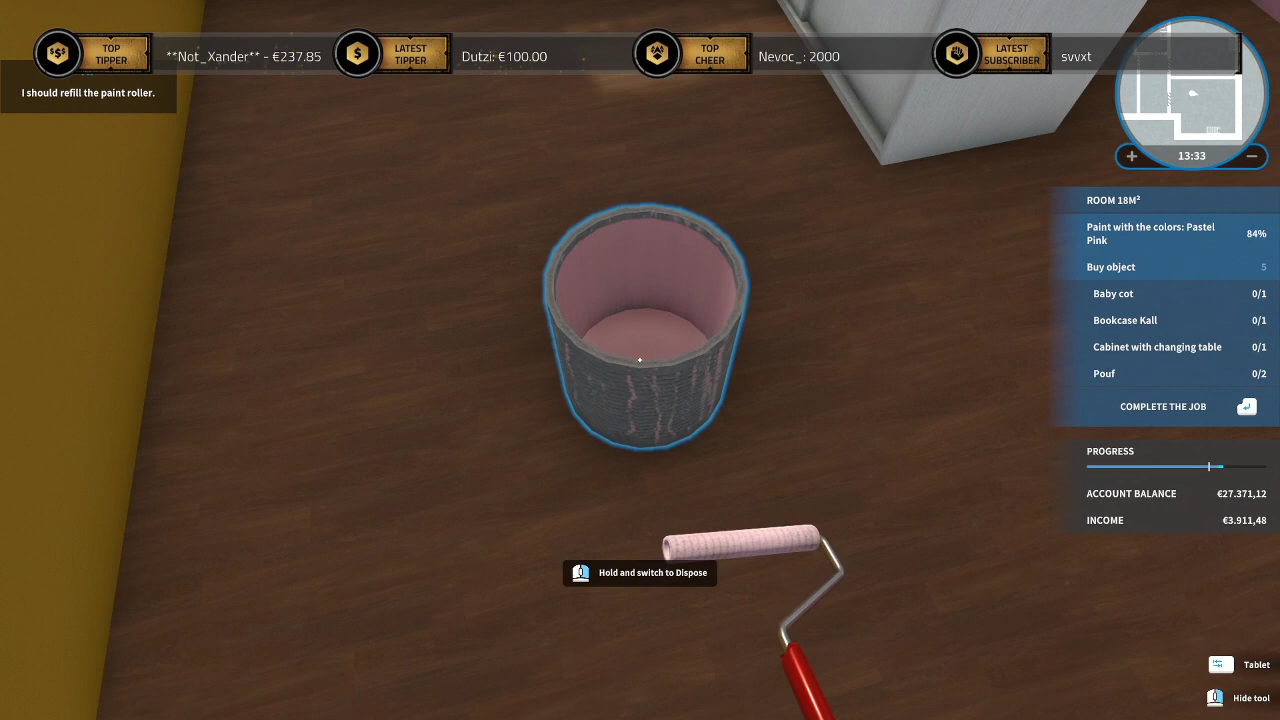 TOP TIPPER
**Not_Xander** - €237.85
LATEST TIPPER
Dutzi: €100.00
TOP CHEER
Nevoc_: 2000
LATEST SUBSCRIBER
svvxt
I should refill the paint roller.
13:33
ROOM 18M²
Paint with the colors: Pastel
Pink
84%
Buy object 5
Baby cot 0/1
Bookcase Kall 0/1
Cabinet with changing table 0/1
Pouf 0/2
COMPLETE THE JOB
PROGRESS
ACCOUNT BALANCE €27.371,12
INCOME €3.911,48
Hold and switch to Dispose
Tablet
Hide tool